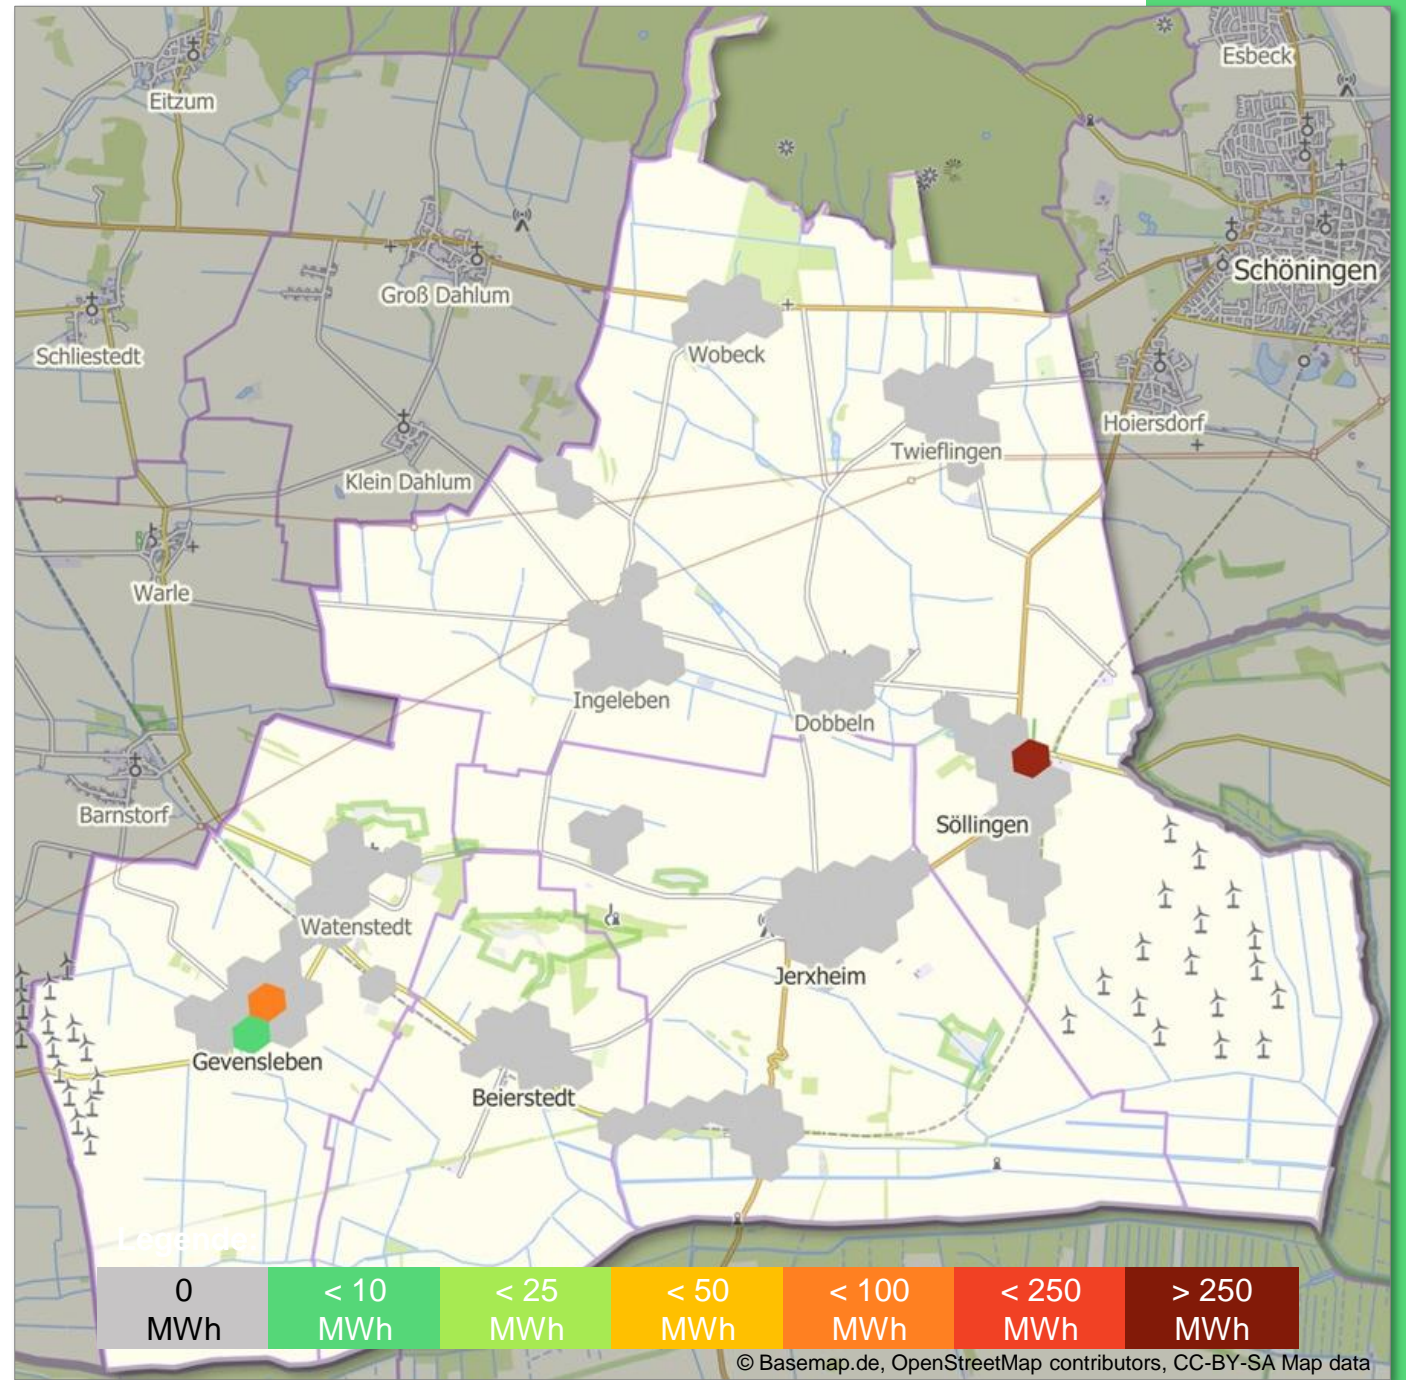 Esbeck
Eitzum
Schöningen
Groß Dahlum
Schliestedt
Wobeck
Hoiersdorf
Twieflingen
Klein Dahlum
Warle
Ingeleben
Dobbeln
Barnstorf
Söllingen
Watenstedt
Jerxheim
Gevensleben
Beierstedt
Legende:
0
MWh
< 10
MWh
< 25
MWh
< 50
MWh
< 100
MWh
< 250
MWh
> 250
MWh
© Basemap.de, OpenStreetMap contributors, CC-BY-SA Map data